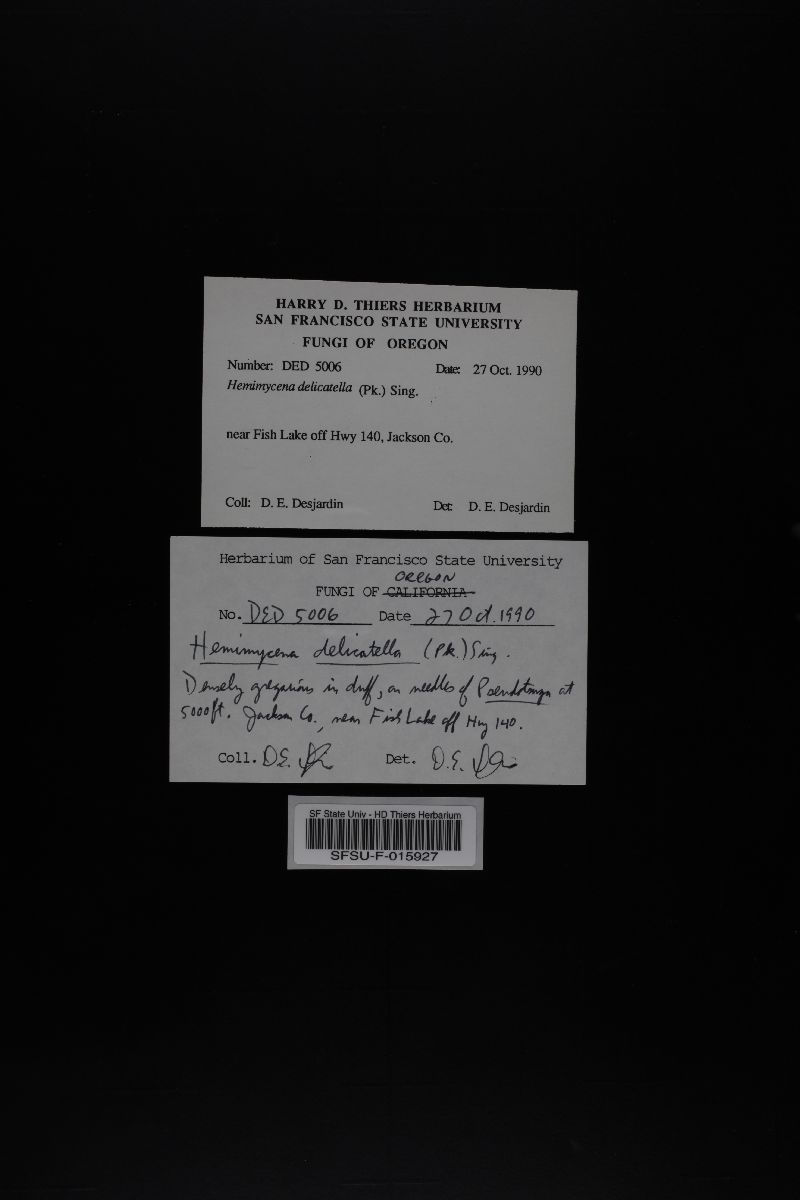 HARRY D. THIERS HERBARIUM
SAN FRANCISCO STATE UNIVERSITY
FUNGI OF OREGON
Number: DED 5006 Date: 27 Oct. 1990
Hemimycena delicatella (Pk.) Sing.
near Fish Lake off Hwy 140, Jackson Co.
Coll: D. E. Desjardin Det: D. E. Desjardin
Herbarium of San Francisco State University
OREGON
FUNGI OF CALIFORNIA
No. DED 5006 Date 27 Oct. 1990
Hemimycena delicatella (Pk.) Sing.
Densely gregarious in duff, on needles of Pseudotsuga at
5000 ft. Jackson Co., near Fish Lake off Hwy 140.
Coll. D.E. Det. D.E.
SF State Univ - HD Thiers Herbarium
SFSU-F-015927